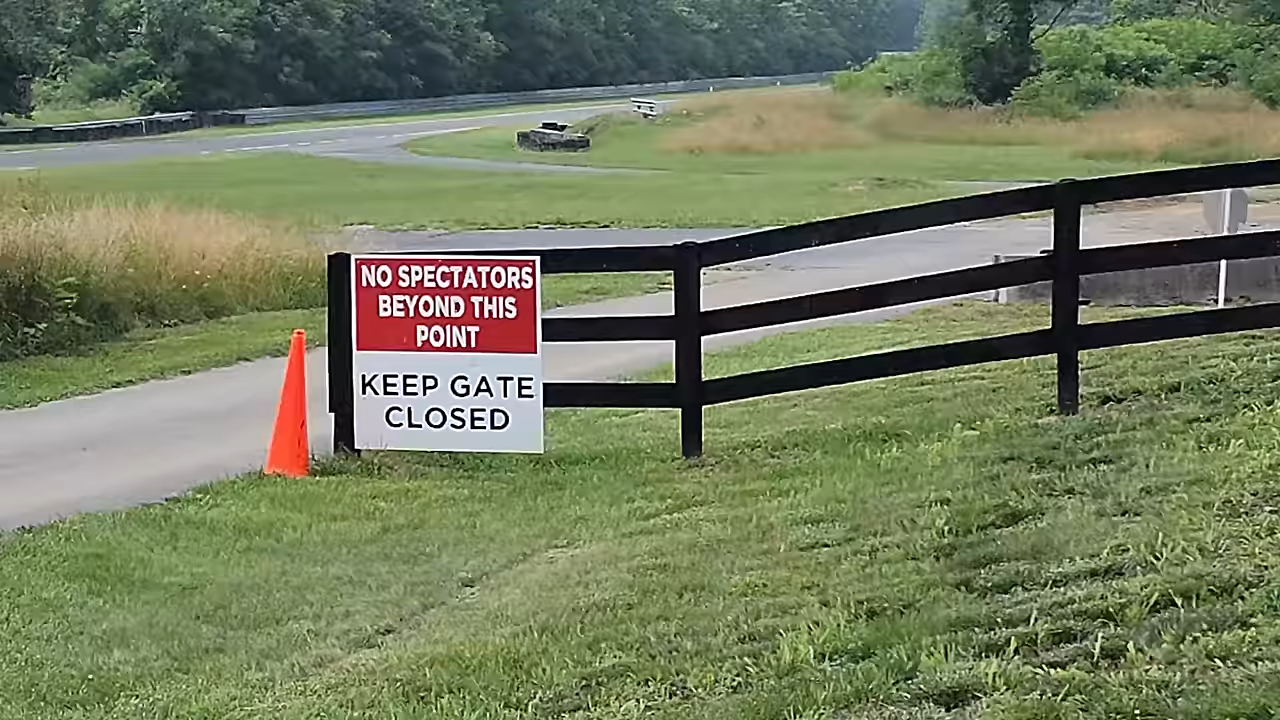 NO SPECTATORS
BEYOND THIS
POINT
KEEP GATE
CLOSED